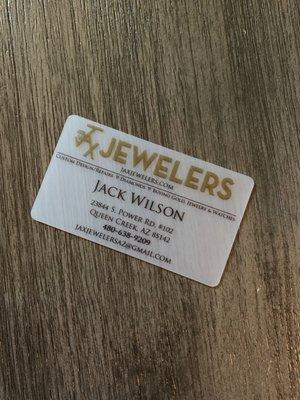 JAX JEWELERS
JAXJEWELERS.COM
CUSTOM DESIGN/REPAIRS DIAMONDS BUYING GOLD, JEWELRY & WATCHES
JACK WILSON
23844 S. POWER RD. #102
QUEEN CREEK, AZ 85142
480-638-9209
JAXJEWELERSAZ@GMAIL.COM